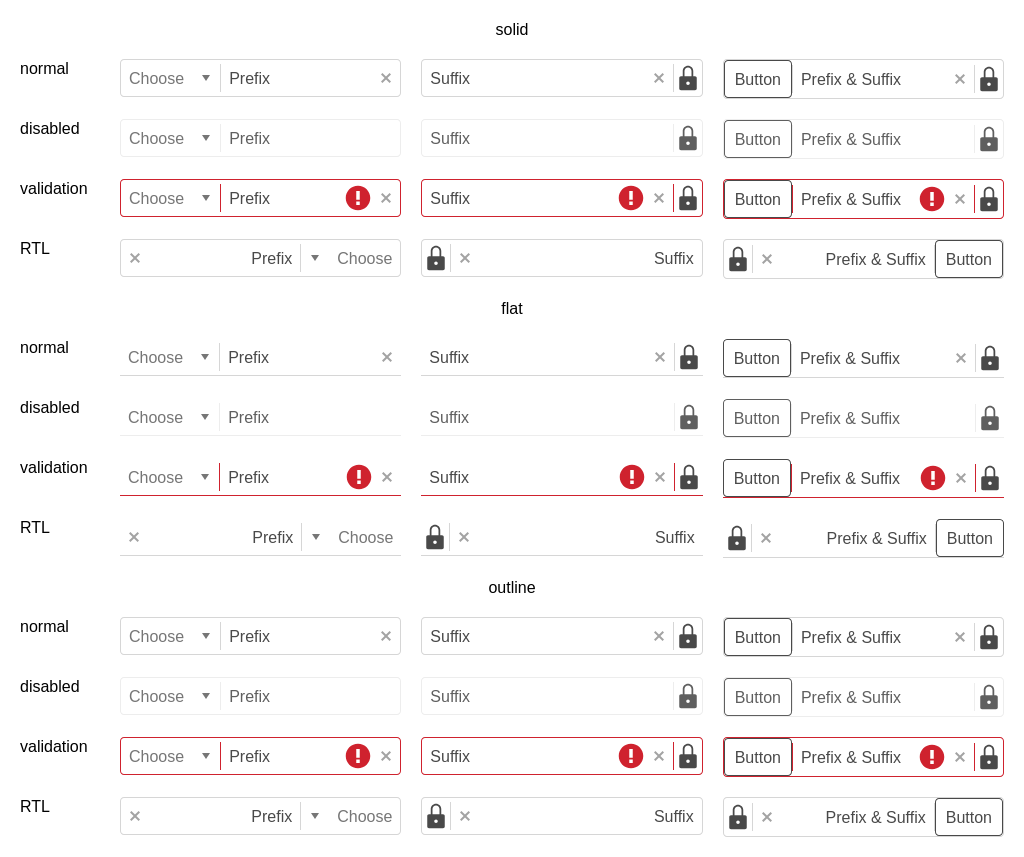 solid
normal Choose Prefix Suffix Button Prefix & Suffix
disabled Choose Prefix Suffix Button Prefix & Suffix
validation Choose Prefix Suffix Button Prefix & Suffix
RTL Prefix Choose Suffix Prefix & Suffix Button
flat
normal Choose Prefix Suffix Button Prefix & Suffix
disabled Choose Prefix Suffix Button Prefix & Suffix
validation Choose Prefix Suffix Button Prefix & Suffix
RTL Prefix Choose Suffix Prefix & Suffix Button
outline
normal Choose Prefix Suffix Button Prefix & Suffix
disabled Choose Prefix Suffix Button Prefix & Suffix
validation Choose Prefix Suffix Button Prefix & Suffix
RTL Prefix Choose Suffix Prefix & Suffix Button